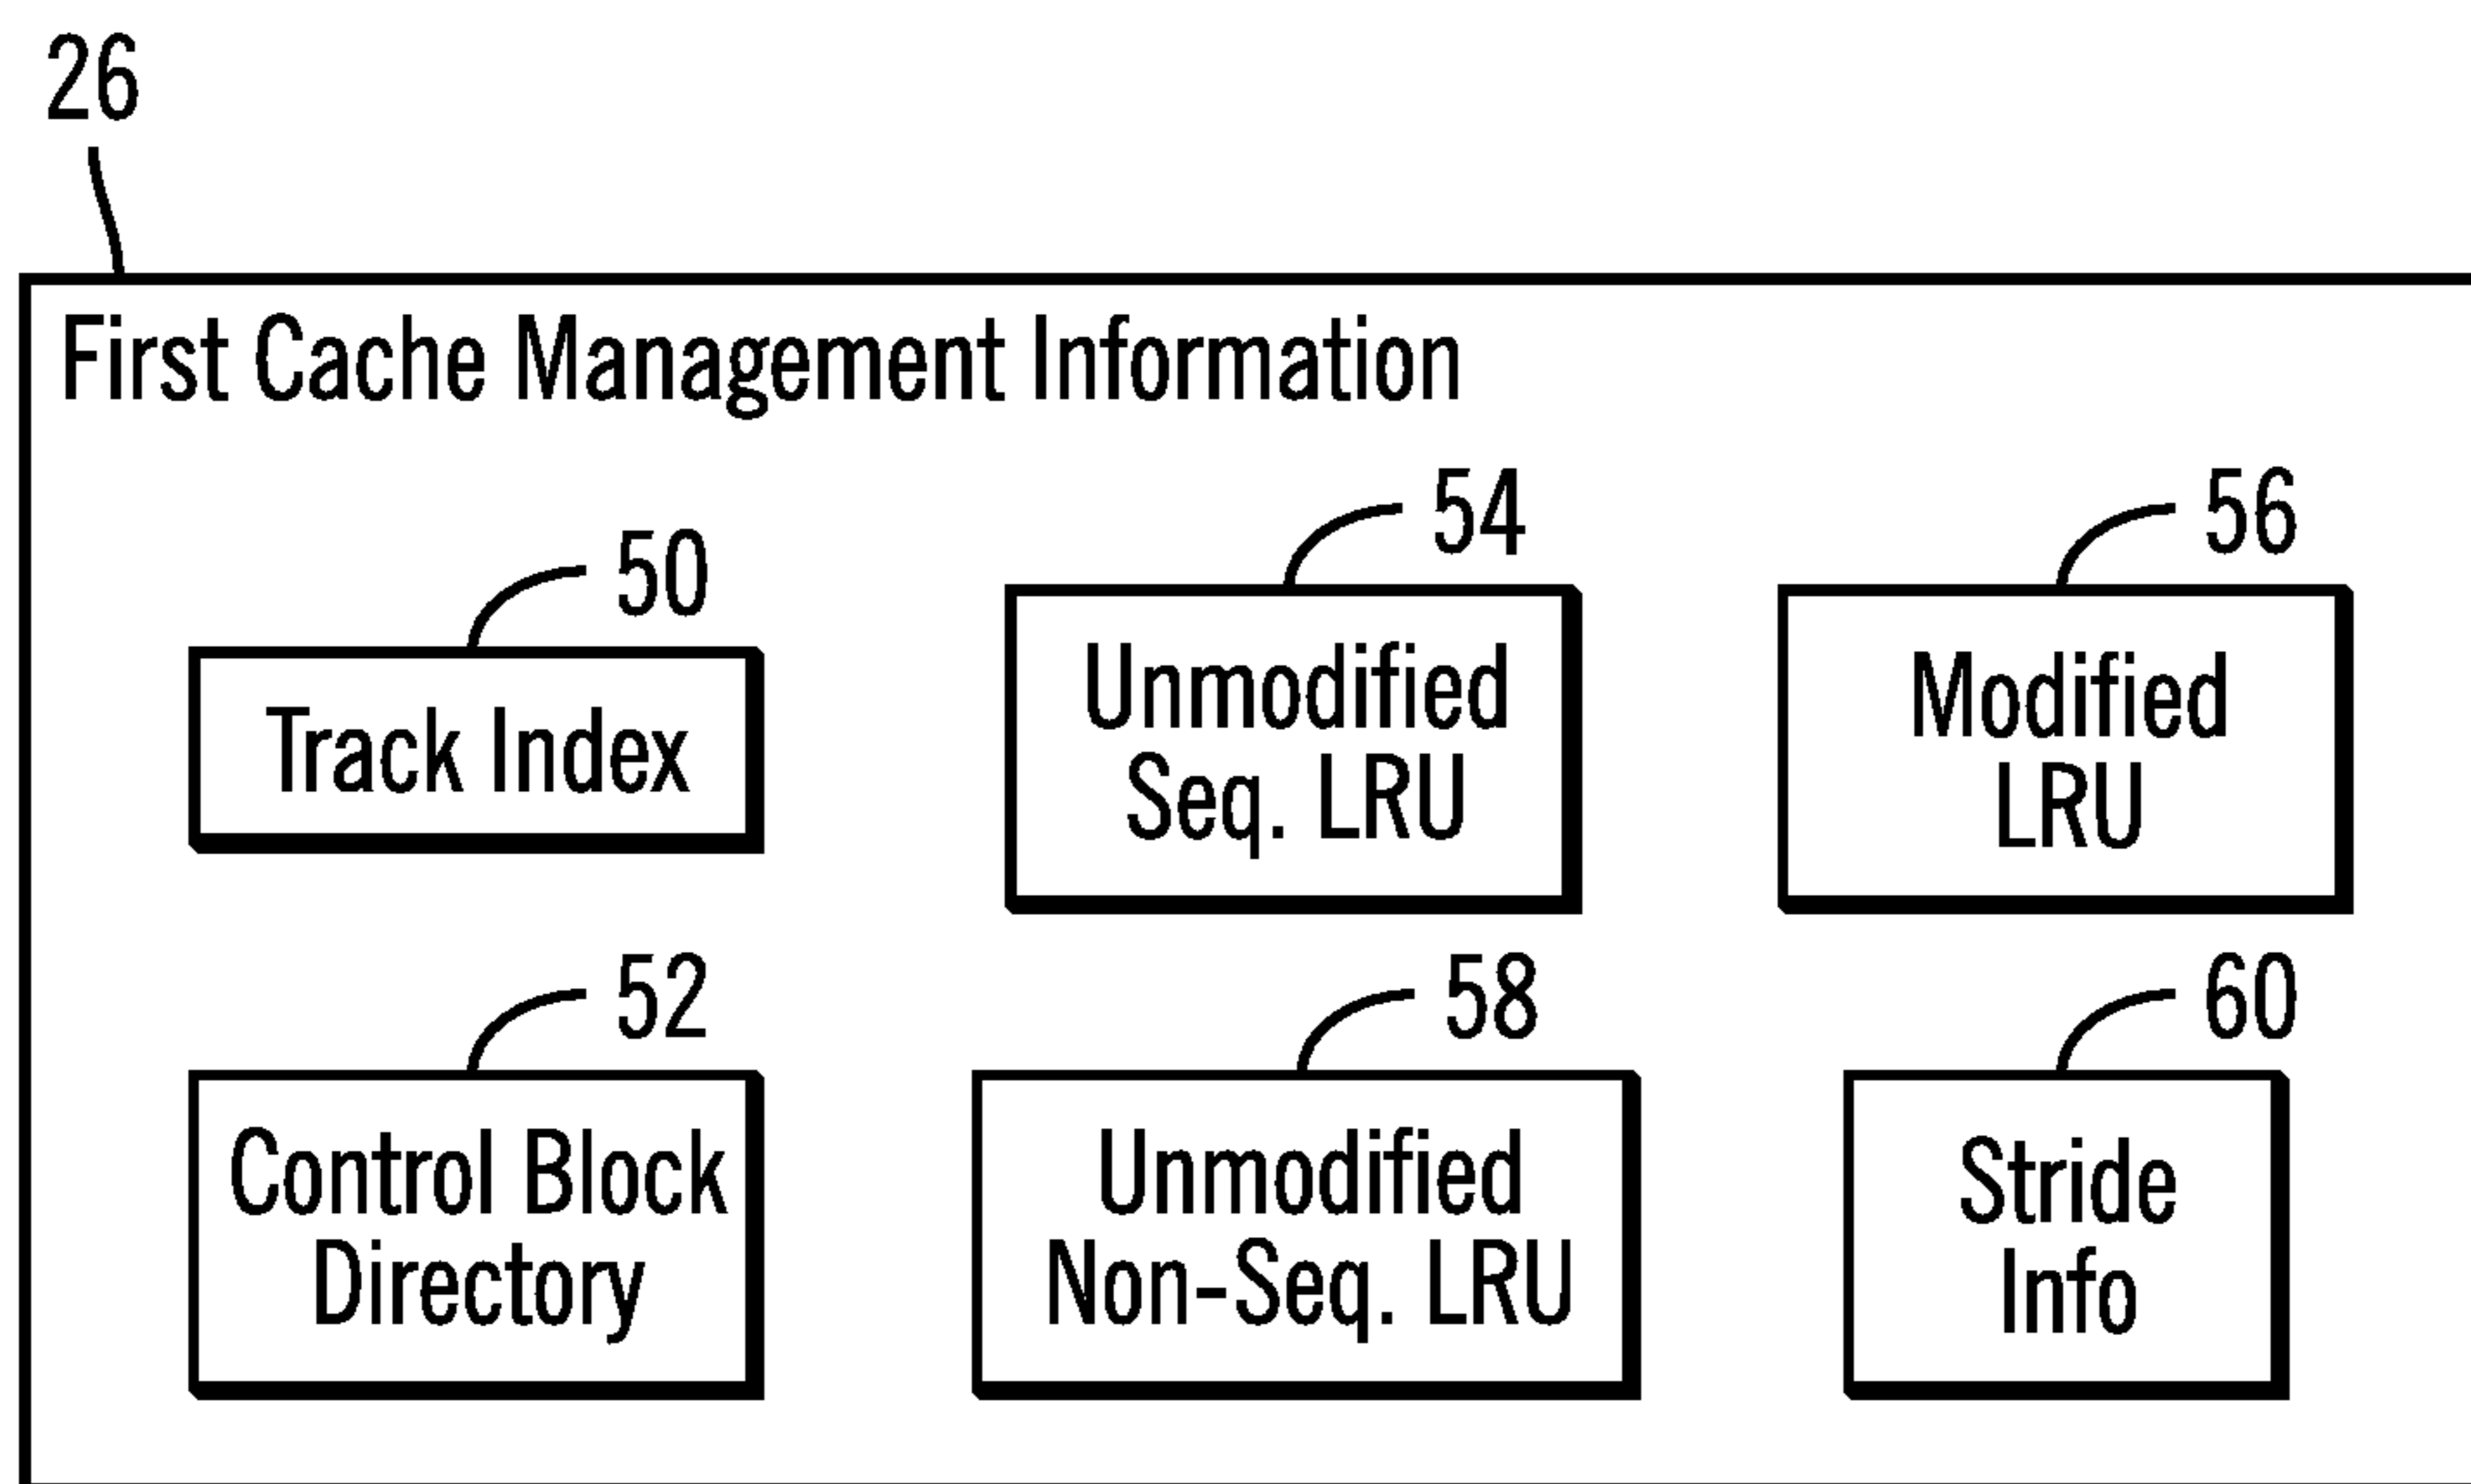 26
First Cache Management Information
50
Track Index
54
Unmodified
Seq. LRU
56
Modified
LRU
52
Control Block
Directory
58
Unmodified
Non-Seq. LRU
60
Stride
Info